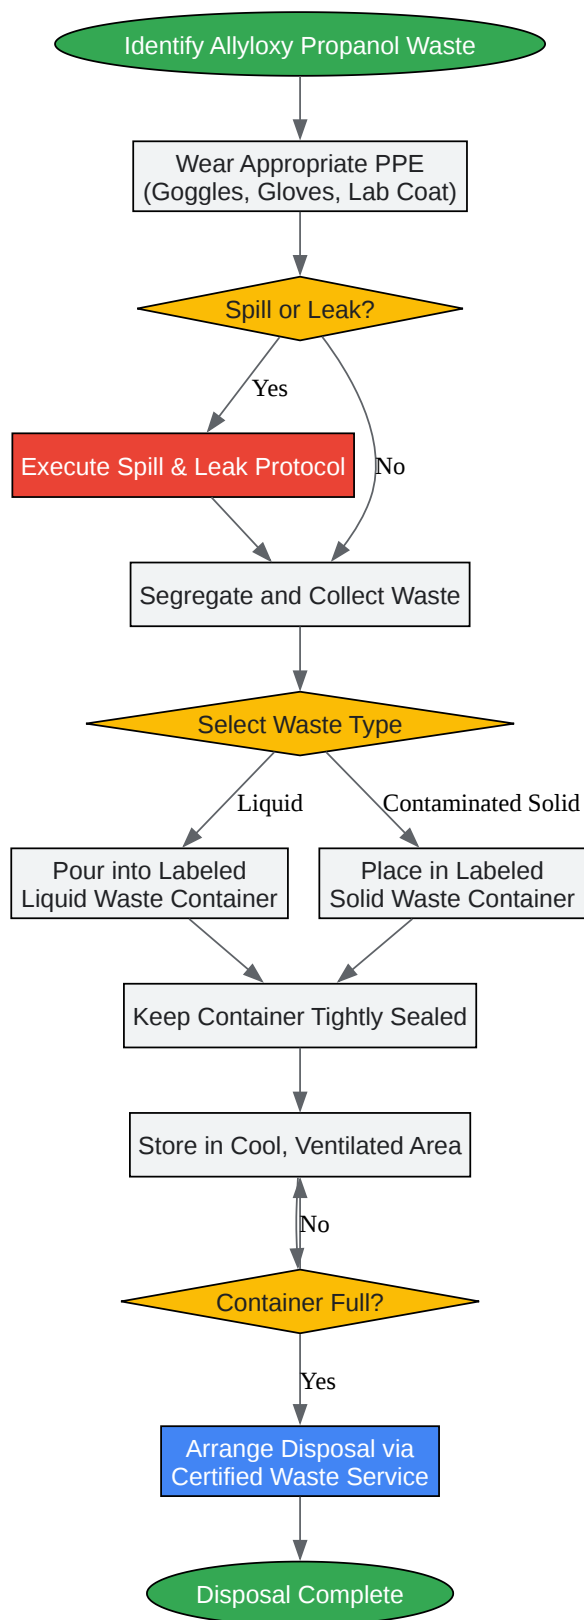 Identify Allyloxy Propanol Waste
Wear Appropriate PPE
(Goggles, Gloves, Lab Coat)
Spill or Leak?
Yes
Execute Spill & Leak Protocol
No
Segregate and Collect Waste
Select Waste Type
Liquid
Contaminated Solid
Pour into Labeled
Liquid Waste Container
Place in Labeled
Solid Waste Container
Keep Container Tightly Sealed
Store in Cool, Ventilated Area
No
Container Full?
Yes
Arrange Disposal via
Certified Waste Service
Disposal Complete